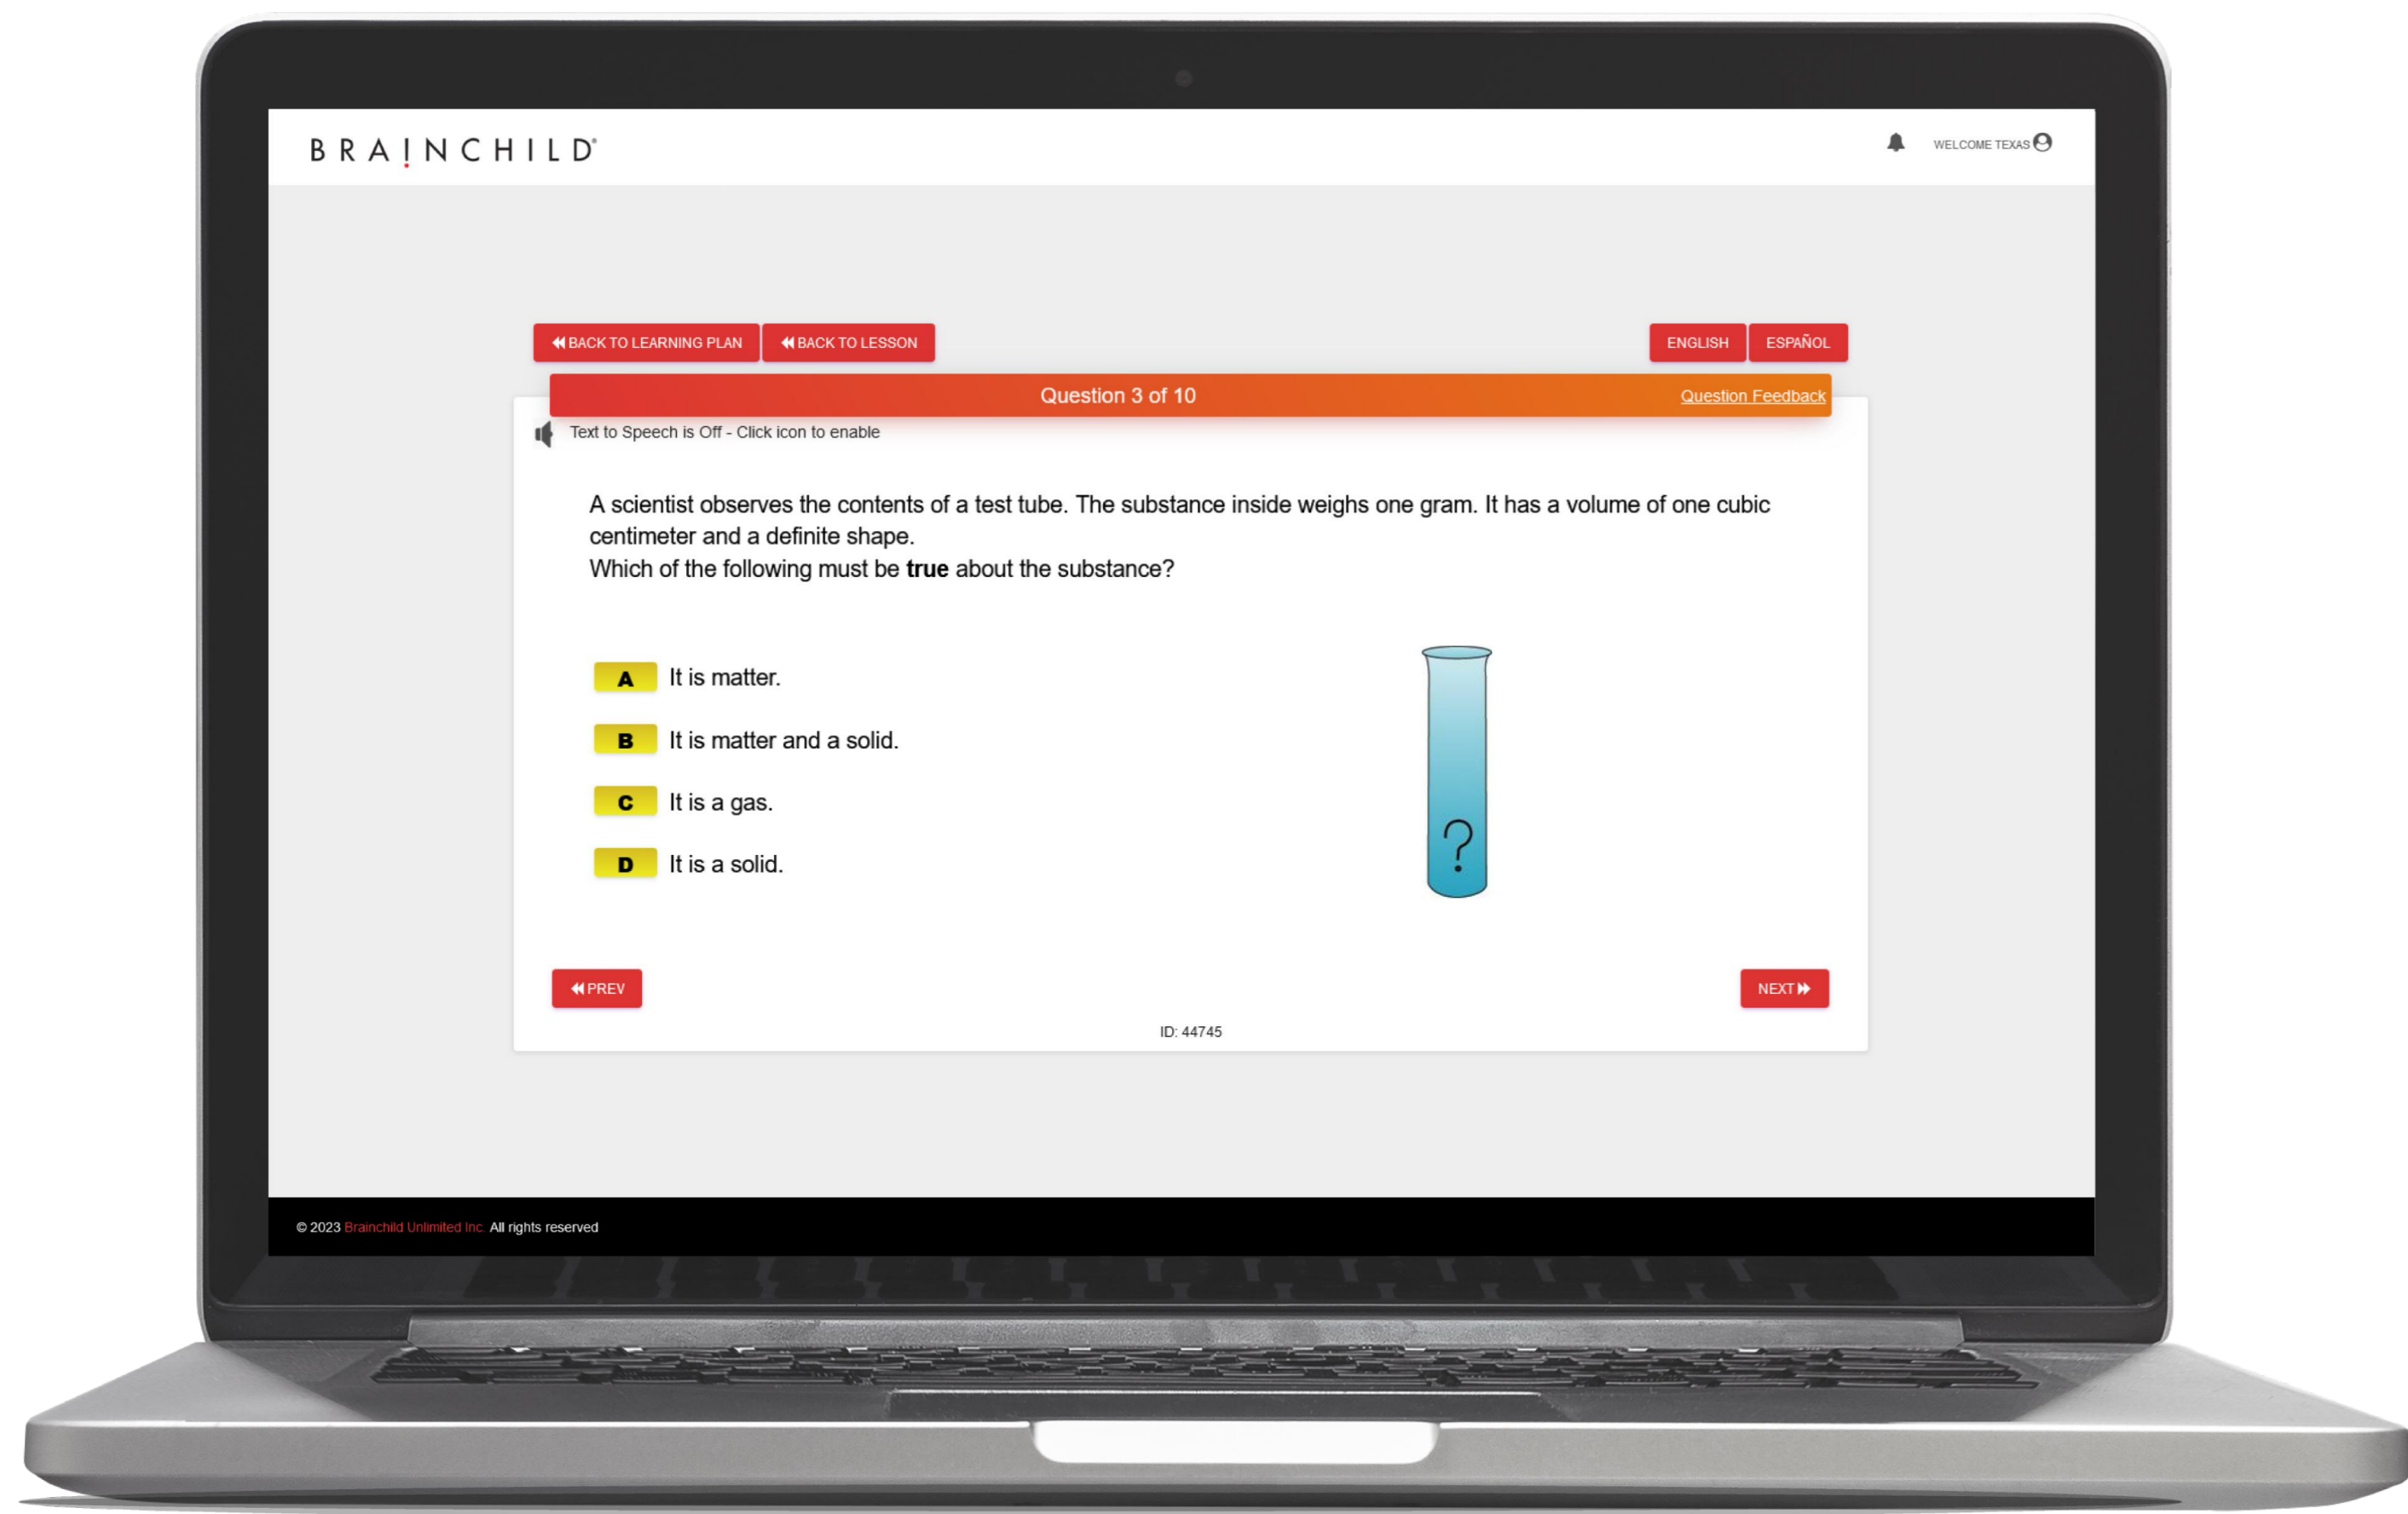 BRA!NCHILD®
WELCOME TEXAS
BACK TO LEARNING PLAN
BACK TO LESSON
ENGLISH
ESPAÑOL
Question 3 of 10
Question Feedback
Text to Speech is Off - Click icon to enable
A scientist observes the contents of a test tube. The substance inside weighs one gram. It has a volume of one cubic
centimeter and a definite shape.
Which of the following must be true about the substance?
A It is matter.
B It is matter and a solid.
C It is a gas.
D It is a solid.
?
PREV
NEXT
ID: 44745
© 2023 Brainchild Unlimited Inc. All rights reserved